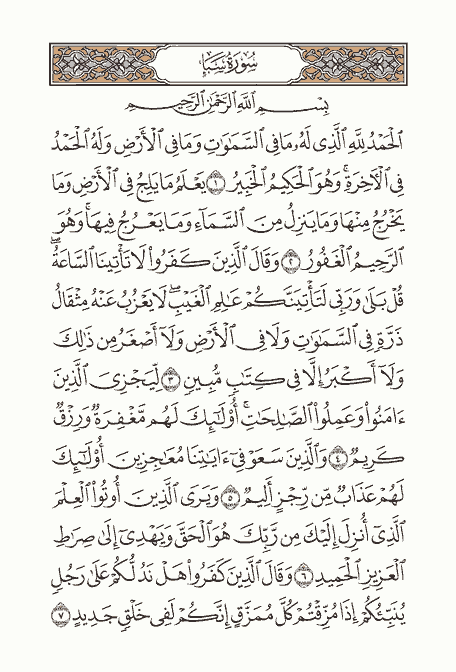 سُورَةُ سَبَإٍ
بِسْمِ ٱللَّهِ ٱلرَّحْمَٰنِ ٱلرَّحِيمِ
ٱلْحَمْدُ لِلَّهِ ٱلَّذِى لَهُۥ مَا فِى ٱلسَّمَٰوَٰتِ وَمَا فِى ٱلْأَرْضِ وَلَهُ ٱلْحَمْدُ
فِى ٱلْءَاخِرَةِ ۚ وَهُوَ ٱلْحَكِيمُ ٱلْخَبِيرُ ١ يَعْلَمُ مَا يَلِجُ فِى ٱلْأَرْضِ وَمَا
يَخْرُجُ مِنْهَا وَمَا يَنزِلُ مِنَ ٱلسَّمَآءِ وَمَا يَعْرُجُ فِيهَا ۚ وَهُوَ
ٱلرَّحِيمُ ٱلْغَفُورُ ٢ وَقَالَ ٱلَّذِينَ كَفَرُوا۟ لَا تَأْتِينَا ٱلسَّاعَةُ ۖ
قُلْ بَلَىٰ وَرَبِّى لَتَأْتِيَنَّكُمْ عَٰلِمِ ٱلْغَيْبِ ۖ لَا يَعْزُبُ عَنْهُ مِثْقَالُ
ذَرَّةٍ فِى ٱلسَّمَٰوَٰتِ وَلَا فِى ٱلْأَرْضِ وَلَآ أَصْغَرُ مِن ذَٰلِكَ
وَلَآ أَكْبَرُ إِلَّا فِى كِتَٰبٍ مُّبِينٍ ٣ لِّيَجْزِىَ ٱلَّذِينَ
ءَامَنُوا۟ وَعَمِلُوا۟ ٱلصَّٰلِحَٰتِ ۚ أُو۟لَٰٓئِكَ لَهُم مَّغْفِرَةٌ وَرِزْقٌ
كَرِيمٌ ٤ وَٱلَّذِينَ سَعَوْ فِىٓ ءَايَٰتِنَا مُعَٰجِزِينَ أُو۟لَٰٓئِكَ
لَهُمْ عَذَابٌ مِّن رِّجْزٍ أَلِيمٌ ٥ وَيَرَى ٱلَّذِينَ أُوتُوا۟ ٱلْعِلْمَ
ٱلَّذِىٓ أُنزِلَ إِلَيْكَ مِن رَّبِّكَ هُوَ ٱلْحَقَّ وَيَهْدِىٓ إِلَىٰ صِرَٰطِ
ٱلْعَزِيزِ ٱلْحَمِيدِ ٦ وَقَالَ ٱلَّذِينَ كَفَرُوا۟ هَلْ نَدُلُّكُمْ عَلَىٰ رَجُلٍ
يُنَبِّئُكُمْ إِذَا مُزِّقْتُمْ كُلَّ مُمَزَّقٍ إِنَّكُمْ لَفِى خَلْقٍ جَدِيدٍ ٧